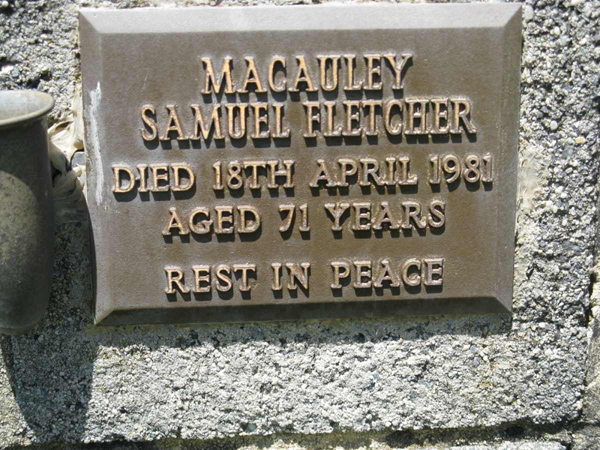 MACAULEY
SAMUEL FLETCHER
DIED 18TH APRIL 1981
AGED 71 YEARS
REST IN PEACE